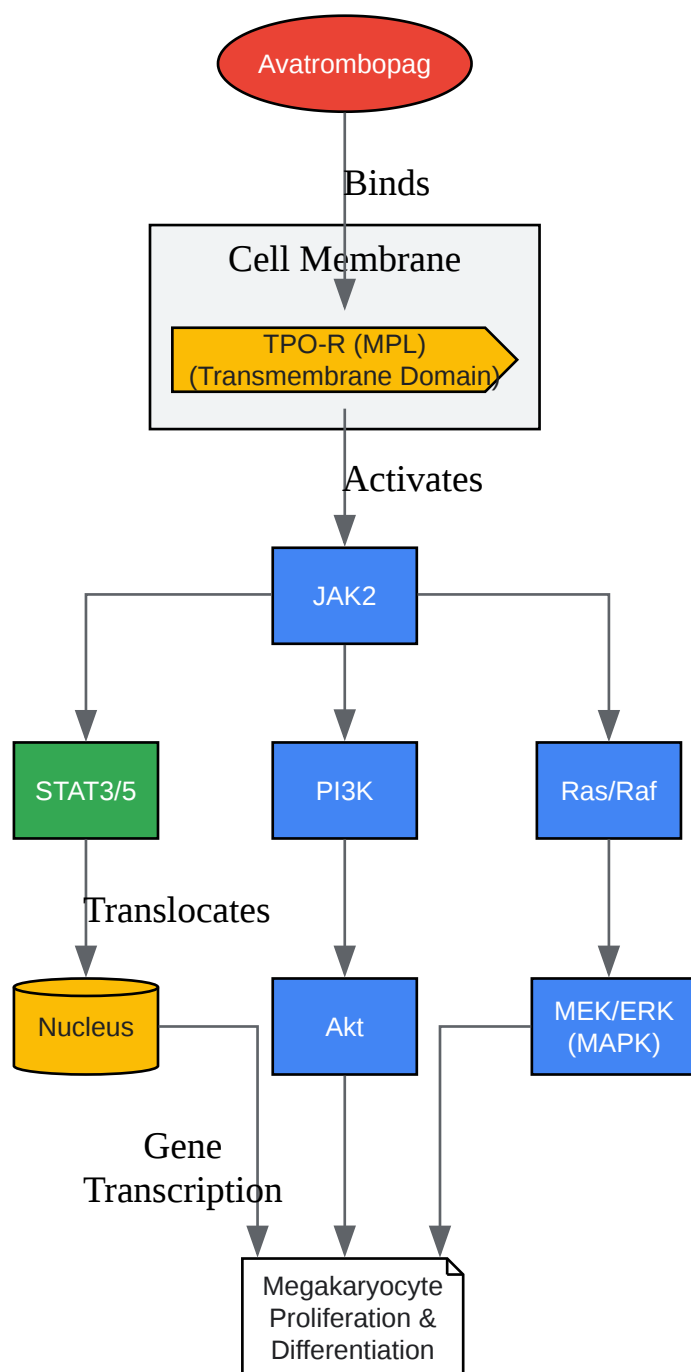 Avatrombopag
Binds
Cell Membrane
TPO-R (MPL)
(Transmembrane Domain)
Activates
JAK2
STAT3/5
PI3K
Ras/Raf
Translocates
Nucleus
Akt
MEK/ERK
(MAPK)
Gene
Transcription
Megakaryocyte
Proliferation &
Differentiation